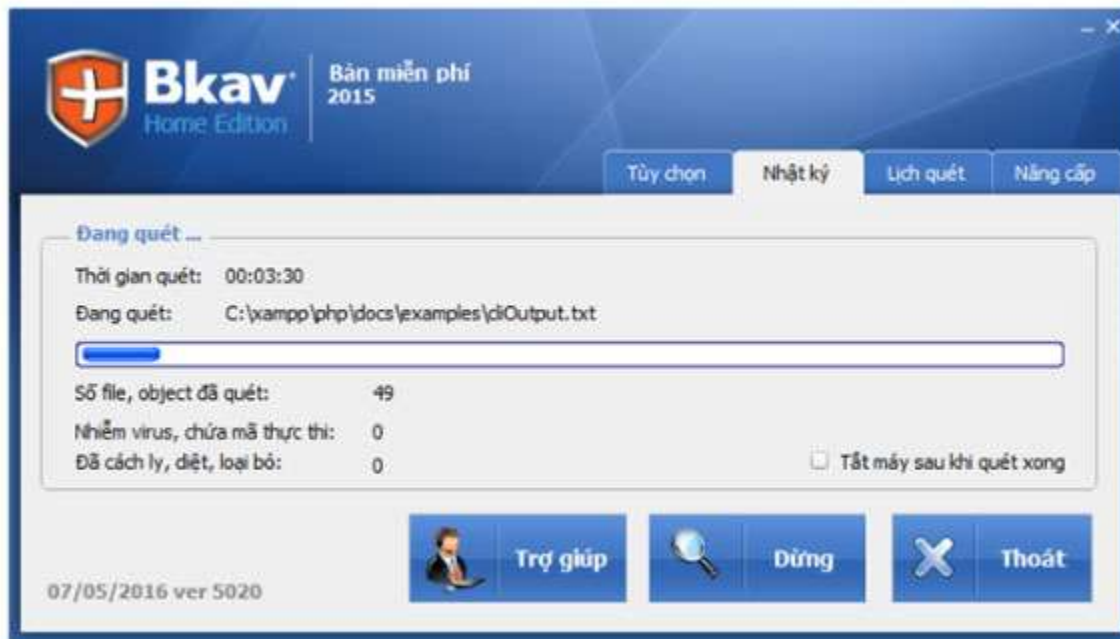 Bkav
Home Edition
Bản miễn phí
2015
Tùy chọn
Nhật ký
Lịch quét
Nâng cấp
Đang quét ...
Thời gian quét: 00:03:30
Đang quét: C:\xampp\php\docs\examples\cliOutput.txt
Số file, object đã quét: 49
Nhiễm virus, chứa mã thực thi: 0
Đã cách ly, diệt, loại bỏ: 0
Tắt máy sau khi quét xong
Trợ giúp
Dừng
Thoát
07/05/2016 ver 5020